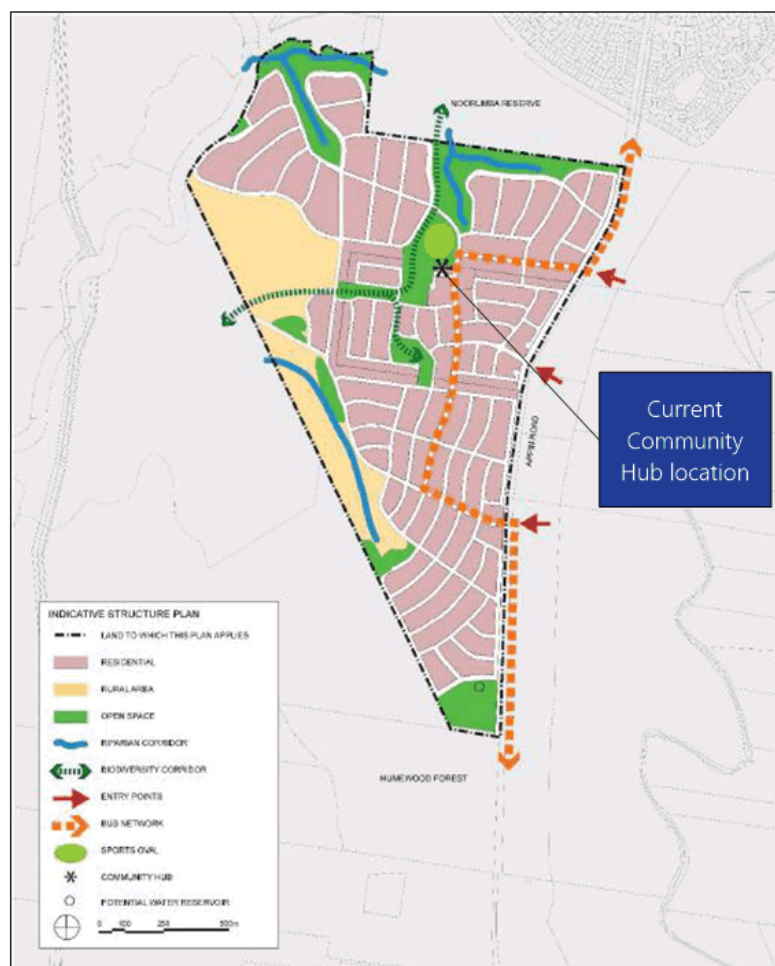 NOORUMBA RESERVE
Current
Community
Hub location
APPIN ROAD
INDICATIVE STRUCTURE PLAN
LAND TO WHICH THIS PLAN APPLIES
RESIDENTIAL
RURAL AREA
OPEN SPACE
RIPARIAN CORRIDOR
BIODIVERSITY CORRIDOR
ENTRY POINTS
BUS NETWORK
SPORTS OVAL
COMMUNITY HUB
POTENTIAL WATER RESERVOIR
0 100 250 500m
HUMEWOOD FOREST